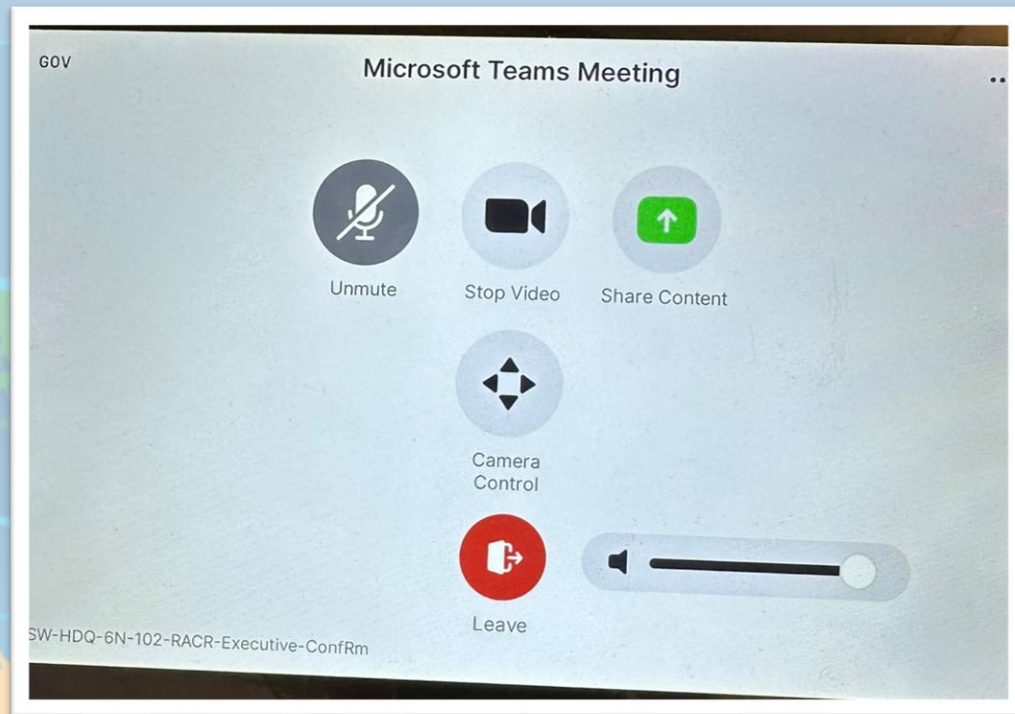 GOV
Microsoft Teams Meeting
Unmute
Stop Video
Share Content
Camera
Control
Leave
SW-HDQ-6N-102-RACR-Executive-ConfRm